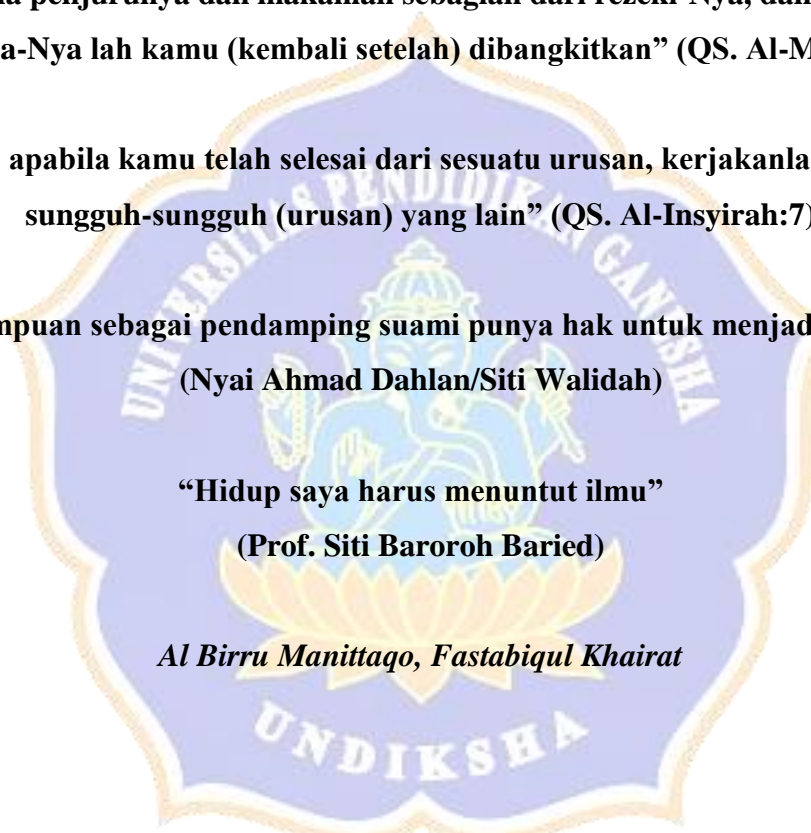 penjurunya dan makanlah sebagian dari rezeki-Nya, dan
a-Nya lah kamu (kembali setelah) dibangkitkan” (QS. Al-M
apabila kamu telah selesai dari sesuatu urusan, kerjakanla
sungguh-sungguh (urusan) yang lain” (QS. Al-Insyirah:7)
mpuan sebagai pendamping suami punya hak untuk menjad
(Nyai Ahmad Dahlan/Siti Walidah)
“Hidup saya harus menuntut ilmu”
(Prof. Siti Baroroh Baried)
Al Birru Manittaqo, Fastabiqul Khairat
UNIVERSITAS PENDIDIKAN GANESHA
UNDIKSHA